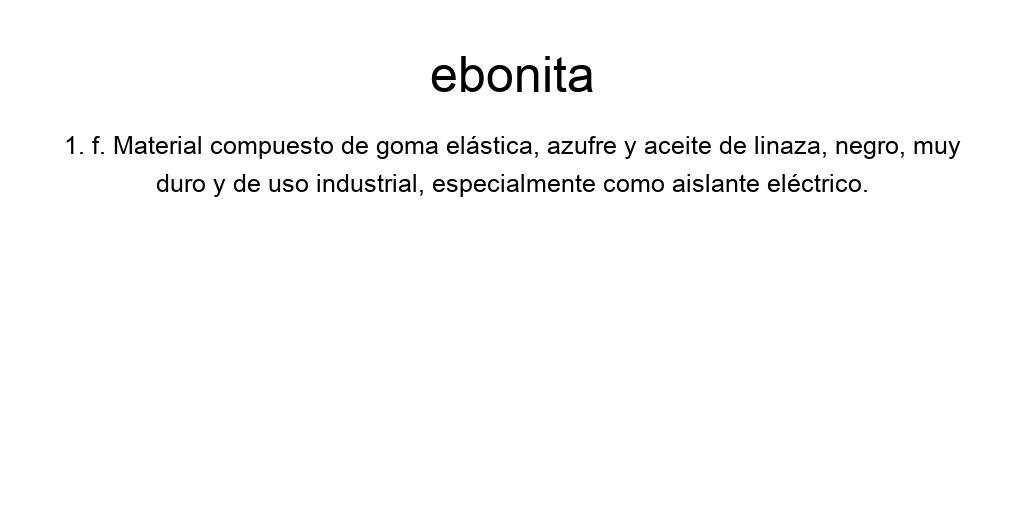 ebonita
1. f. Material compuesto de goma elástica, azufre y aceite de linaza, negro, muy
duro y de uso industrial, especialmente como aislante eléctrico.